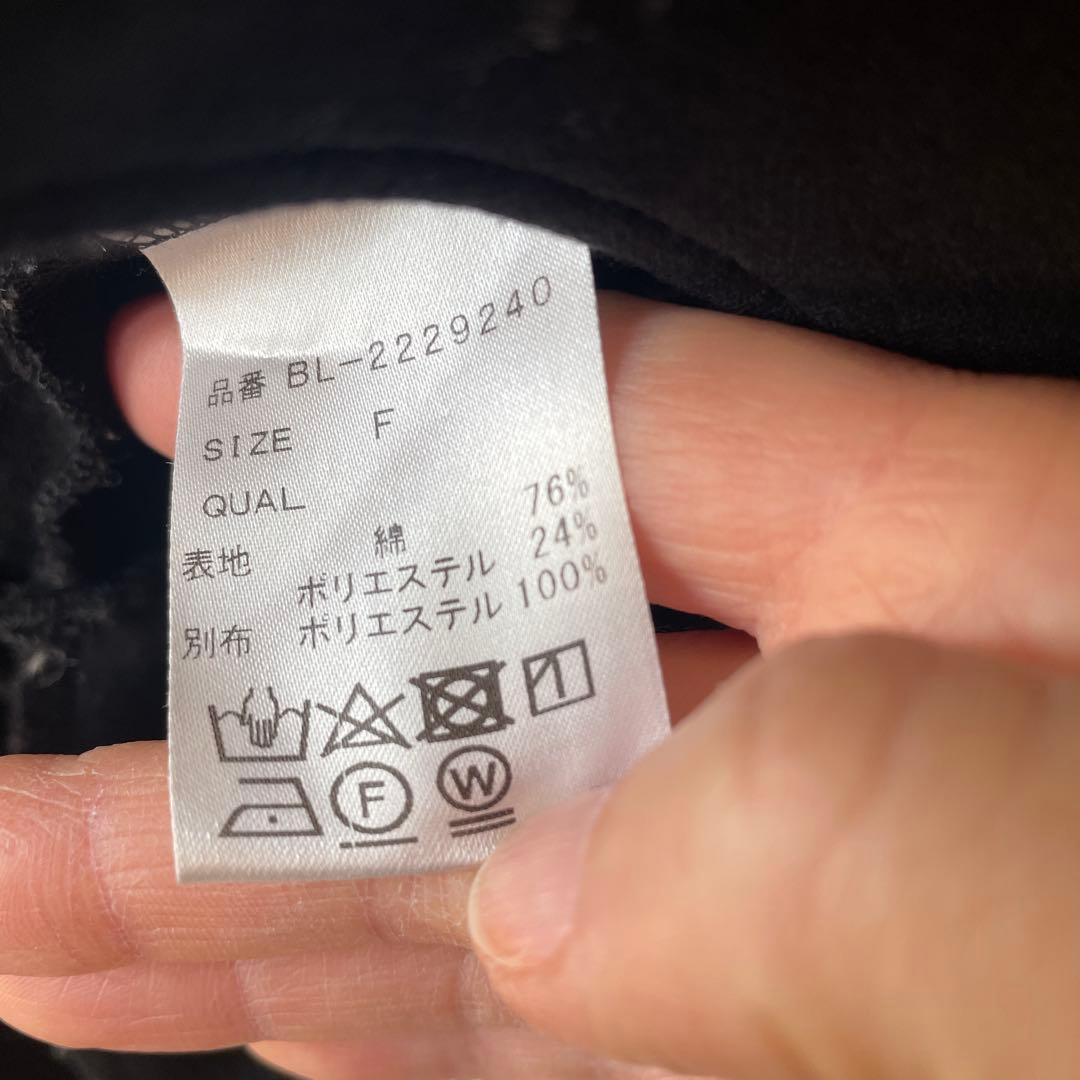 品番 BL-2229240
SIZE F
QUAL
表地 綿 76%
ポリエステル 24%
別布 ポリエステル 100%
F W